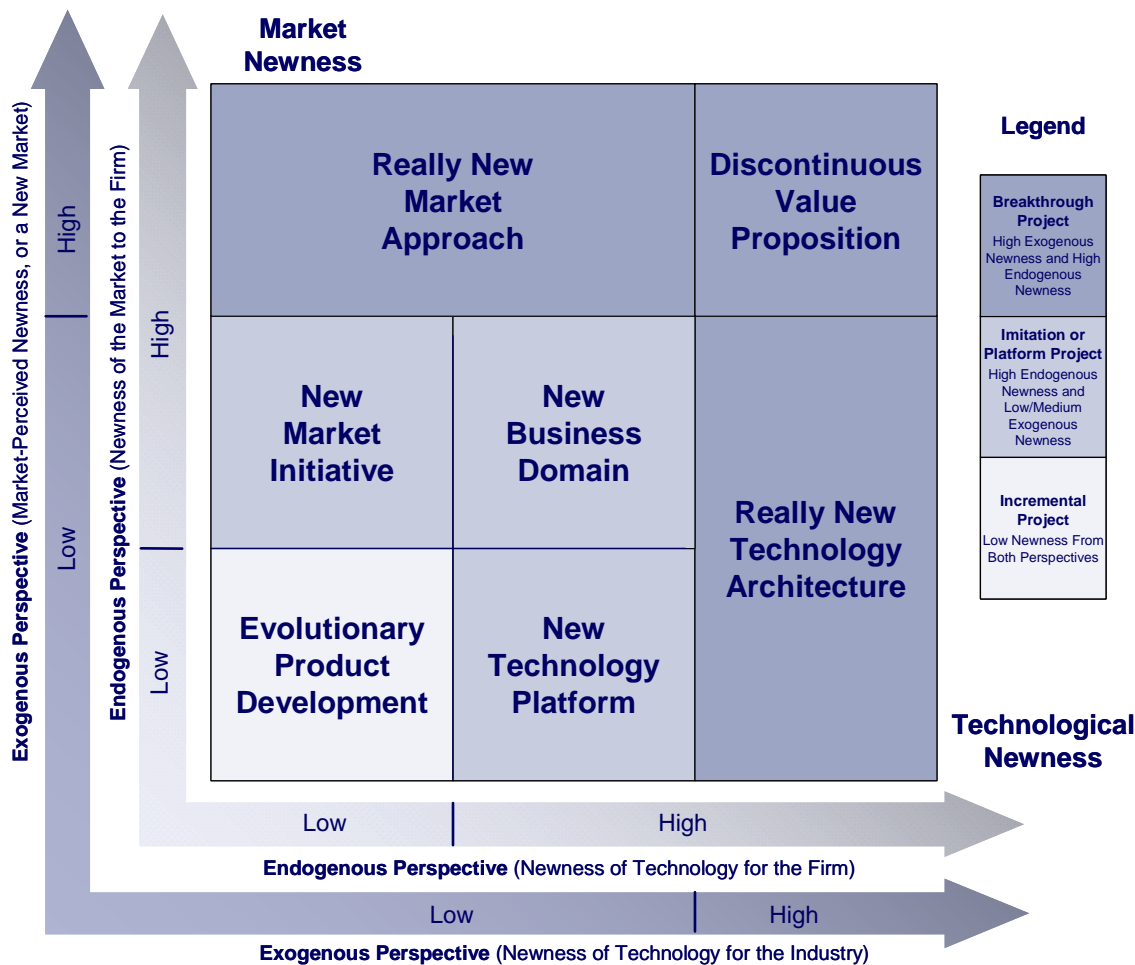 Market
Newness
Exogenous Perspective (Market-Perceived Newness, or a New Market)
High
Low
Endogenous Perspective (Newness of the Market to the Firm)
High
Low
Really New
Market
Approach
Discontinuous
Value
Proposition
New
Market
Initiative
New
Business
Domain
Really New
Technology
Architecture
Evolutionary
Product
Development
New
Technology
Platform
Legend
Breakthrough
Project
High Exogenous
Newness and High
Endogenous
Newness
Imitation or
Platform Project
High Endogenous
Newness and
Low/Medium
Exogenous
Newness
Incremental
Project
Low Newness From
Both Perspectives
Technological
Newness
Low
High
Endogenous Perspective (Newness of Technology for the Firm)
Low
High
Exogenous Perspective (Newness of Technology for the Industry)